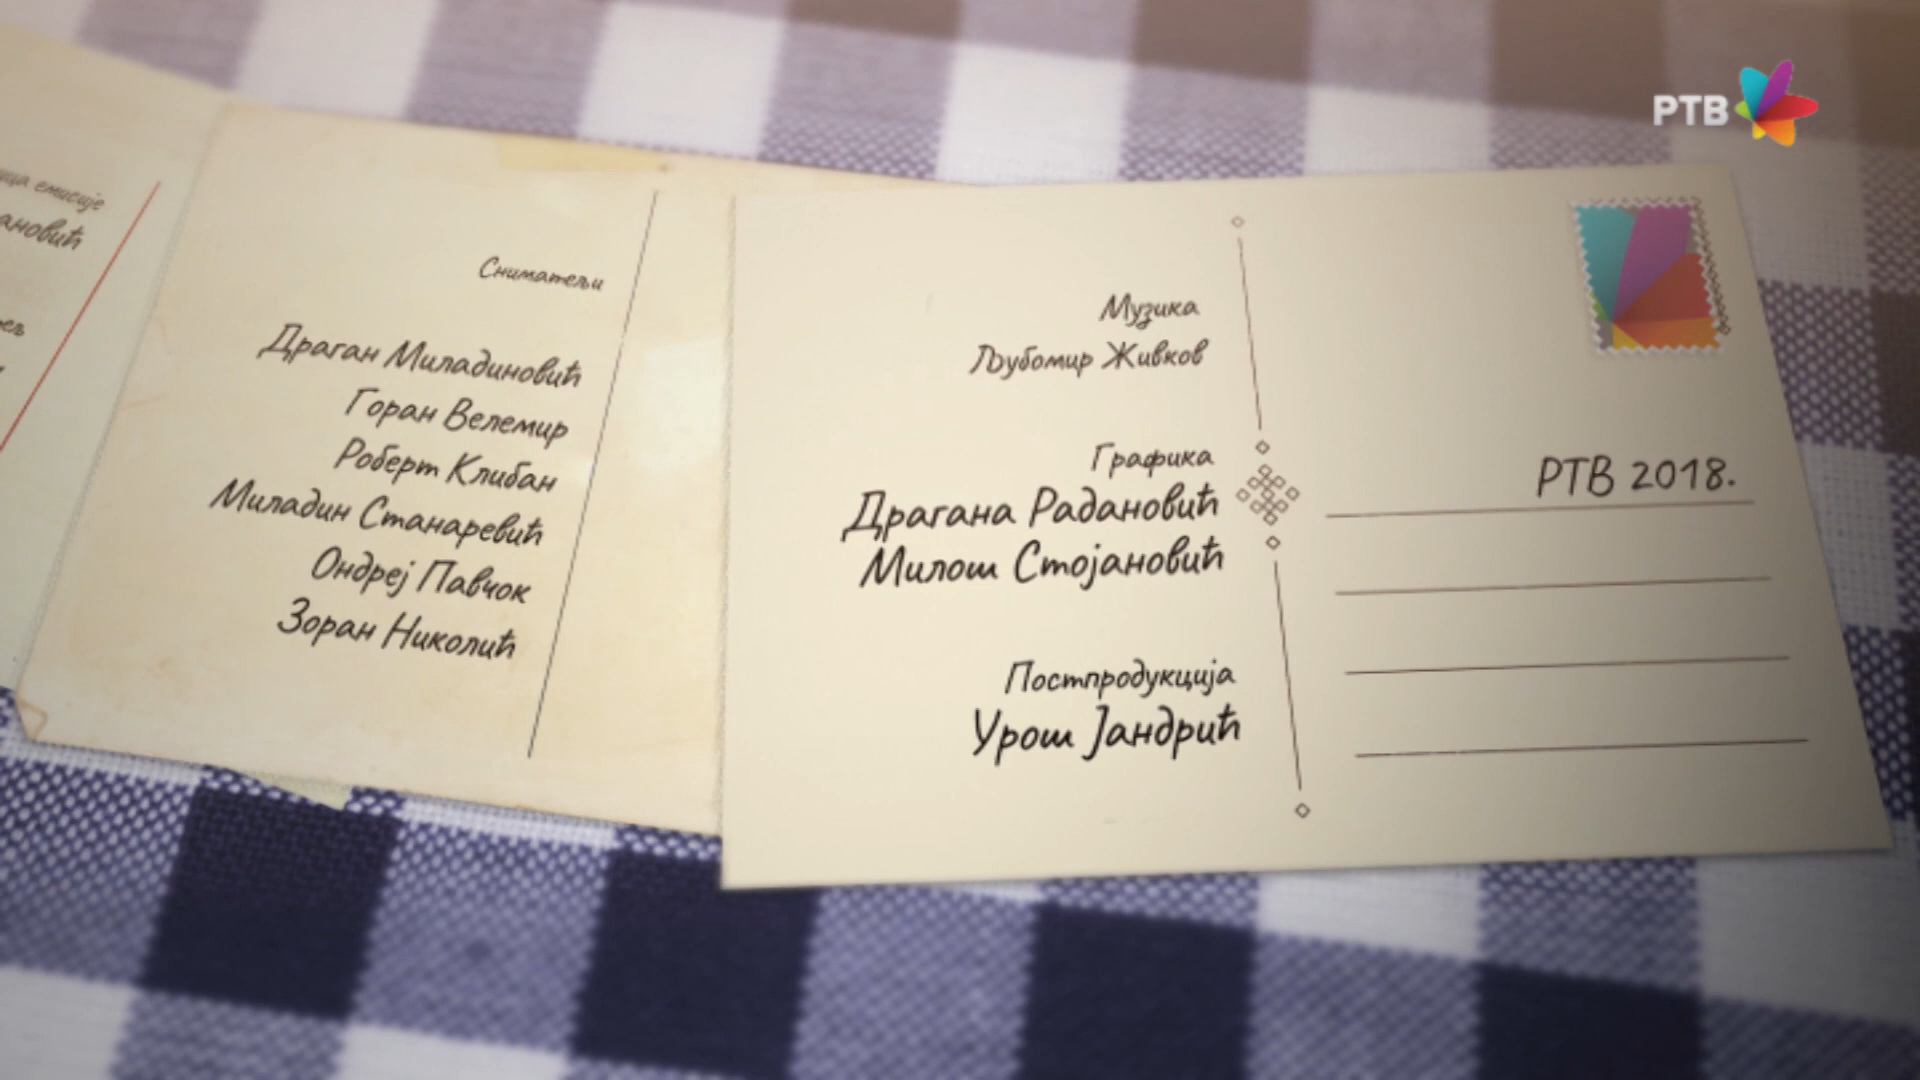 РТВ
емисије
Сниматељи
Драган Миладиновић
Горан Велемир
Роберт Клибан
Миладин Станаревић
Ондреј Павчок
Зоран Николић
Музика
Љубомир Живков
Графика
Драгана Радановић
Милош Стојановић
Постпродукција
Урош Јандрић
РТВ 2018.